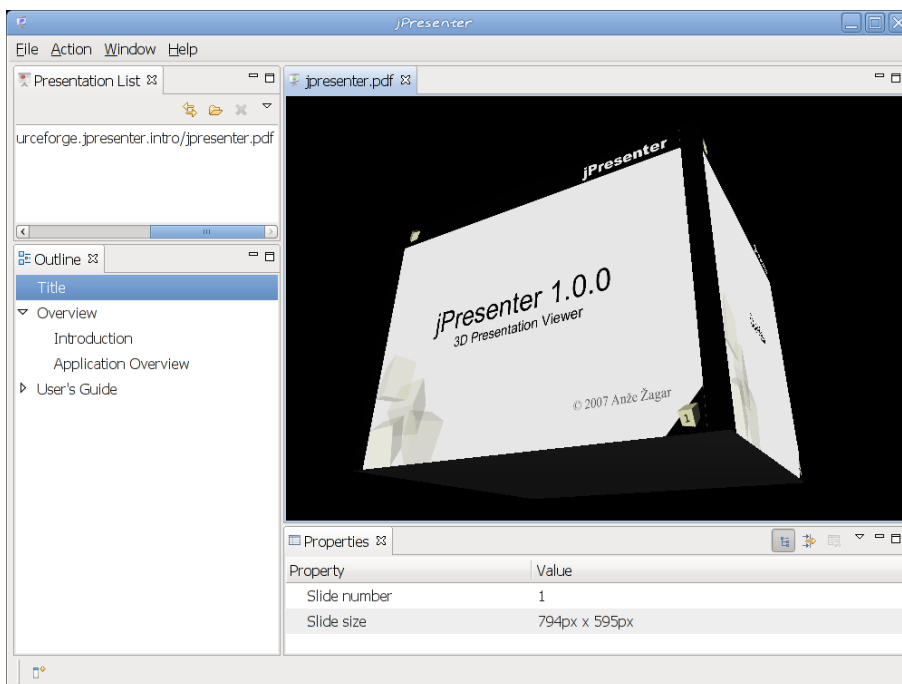 jPresenter
File Action Window Help
Presentation List
urceforge.jpresenter.intro/jpresenter.pdf
Outline
Title
Overview
Introduction
Application Overview
User's Guide
jpresenter.pdf
jPresenter
jPresenter 1.0.0
3D Presentation Viewer
© 2007 Anže Žagar
1
Properties
Property Value
Slide number 1
Slide size 794px x 595px